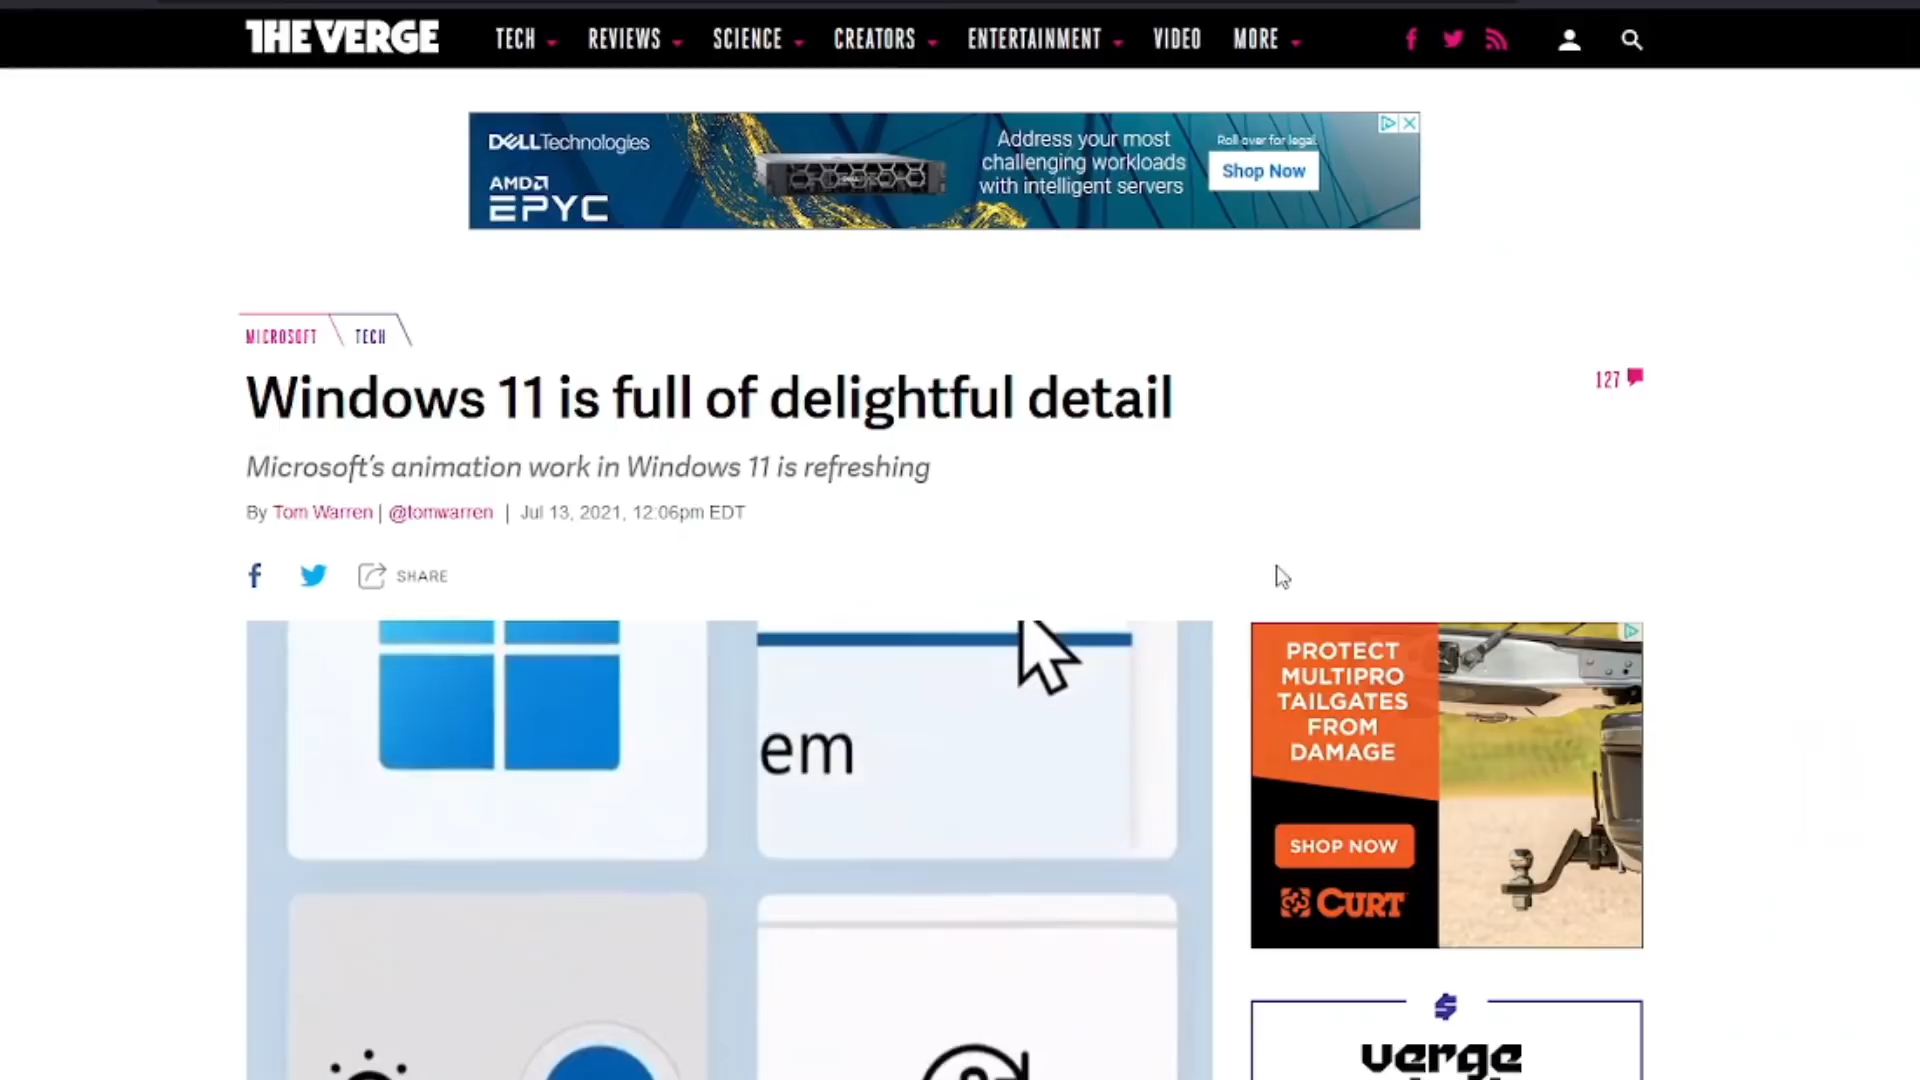 THE VERGE
TECH REVIEWS SCIENCE CREATORS ENTERTAINMENT VIDEO MORE
DELLTechnologies
AMD
EPYC
Address your most
challenging workloads
with intelligent servers
Roll over for legal.
Shop Now
MICROSOFT TECH
Windows 11 is full of delightful detail
127
Microsoft's animation work in Windows 11 is refreshing
By Tom Warren | @tomwarren | Jul 13, 2021, 12:06pm EDT
SHARE
em
PROTECT
MULTIPRO
TAILGATES
FROM
DAMAGE
SHOP NOW
CURT
verge